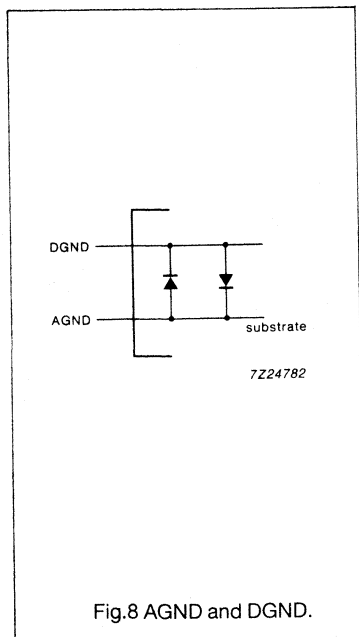 DGND
AGND
substrate
7Z24782
Fig.8 AGND and DGND.